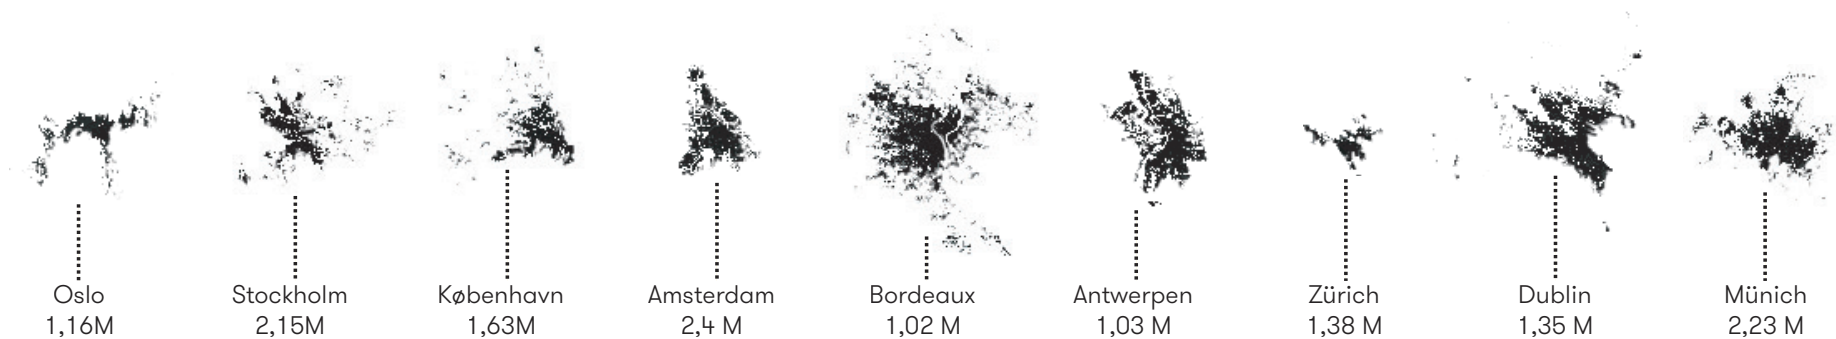 Oslo
1,16M
Stockholm
2,15M
København
1,63M
Amsterdam
2,4 M
Bordeaux
1,02 M
Antwerpen
1,03 M
Zürich
1,38 M
Dublin
1,35 M
Münich
2,23 M